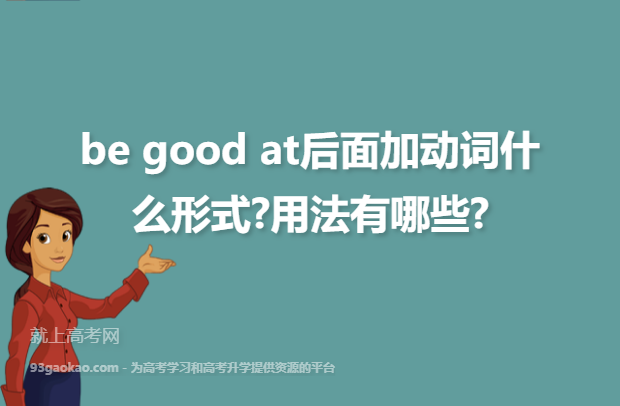 be good at后面加动词什
么形式?用法有哪些?
就上高考网
93gaokao.com - 为高考学习和高考升学提供资源的平台